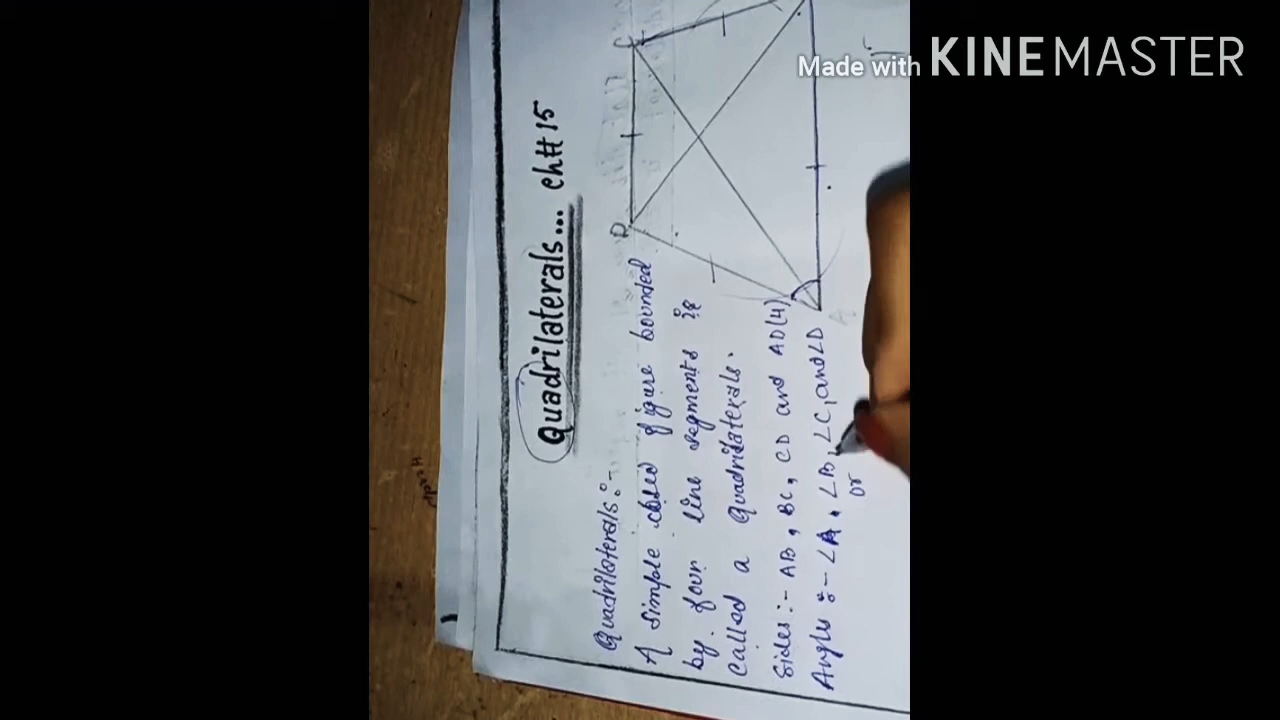 Made with KINEMASTER
Quadrilaterals... ch#15
Quadrilaterals:-
A simple closed figure bounded
by four line segments is
called a Quadrilaterals.
Sides:- AB, BC, CD and AD(4)
Angle:- ∠A, ∠B, ∠C, and ∠D
or
D
C
A